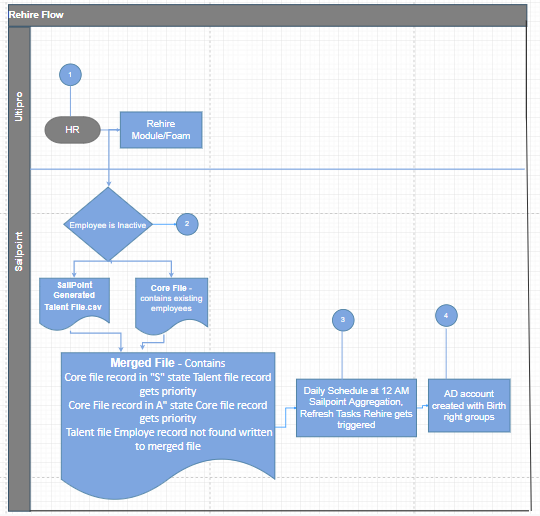 Rehire Flow
Ultipro
1
HR
Rehire
Module/Foam
Sailpoint
Employee is Inactive
2
SailPoint
Generated
Talent File.csv
Core File -
contains existing
employees
Merged File - Contains
Core file record in "S" state Talent file record
gets priority
Core File record in A" state Core file record
gets priority
Talent file Employe record not found written
to merged file
3
Daily Schedule at 12 AM
Sailpoint Aggregation,
Refresh Tasks Rehire gets
triggered
4
AD account
created with Birth
right groups